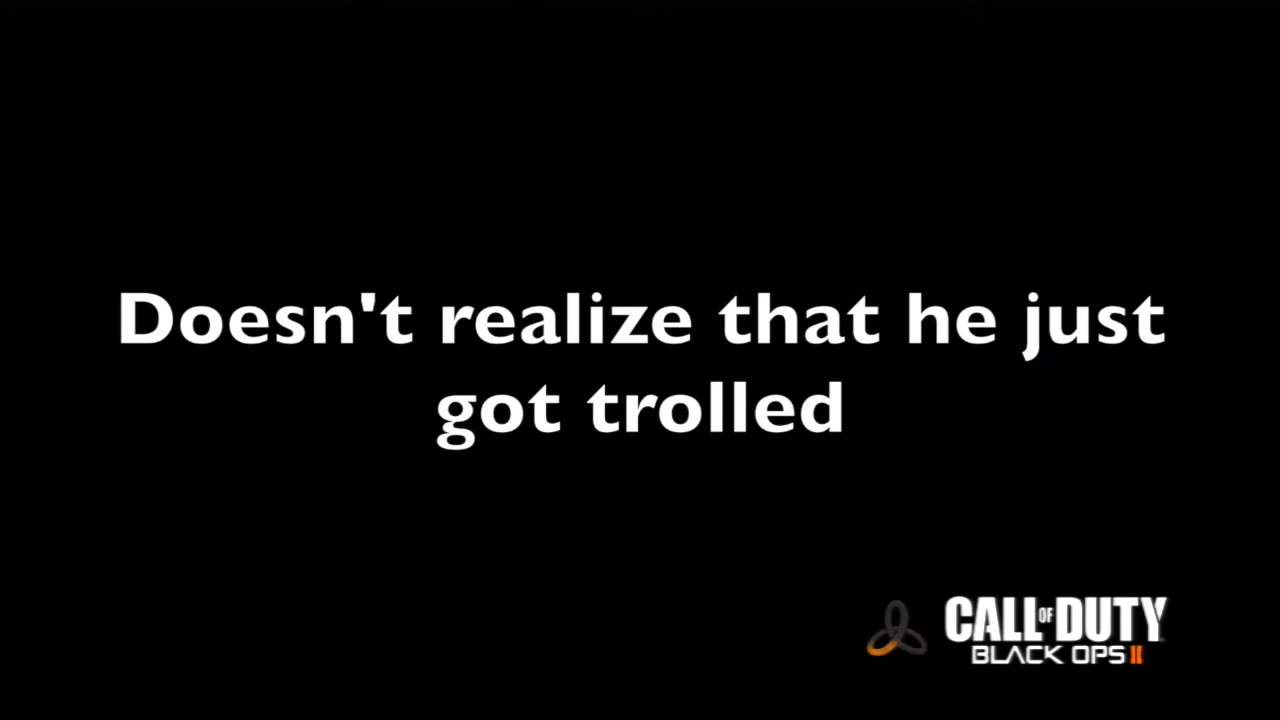 Doesn't realize that he just
got trolled
CALL OF DUTY
BLACK OPS II